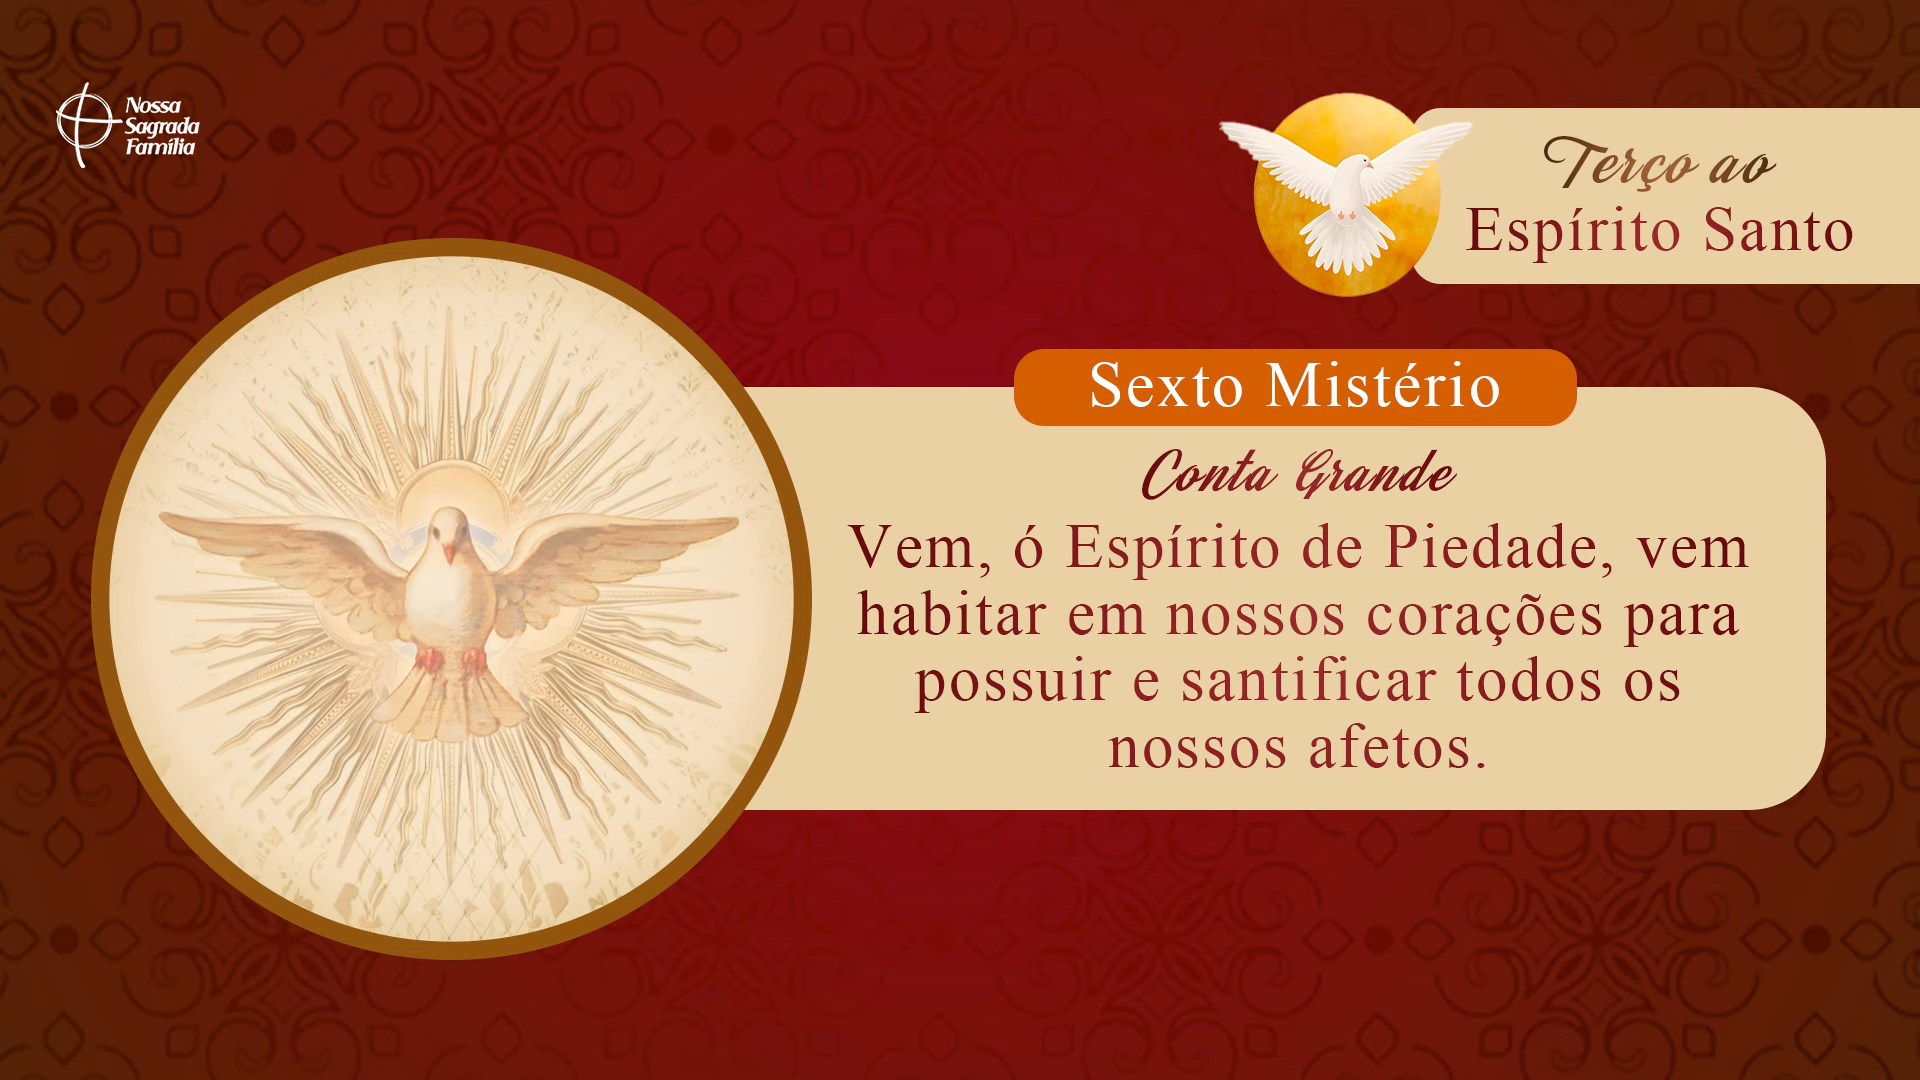 Nossa
Sagrada
Família
Terço ao
Espírito Santo
Sexto Mistério
Conta Grande
Vem, ó Espírito de Piedade, vem
habitar em nossos corações para
possuir e santificar todos os
nossos afetos.